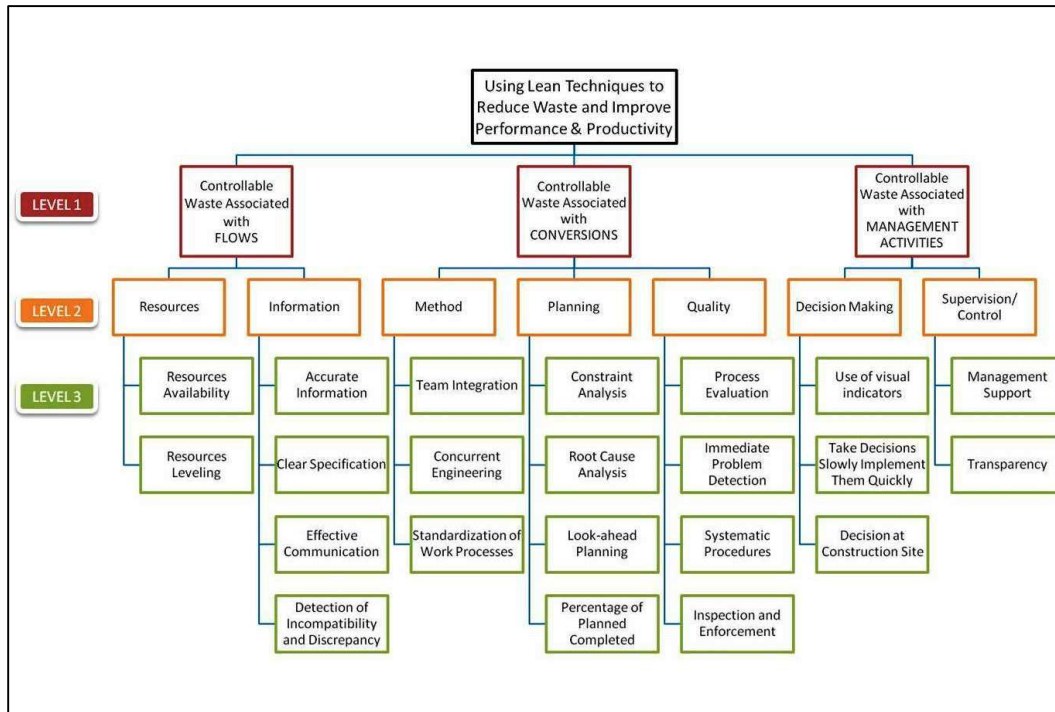 Using Lean Techniques to
Reduce Waste and Improve
Performance & Productivity
LEVEL 1
Controllable
Waste Associated
with
FLOWS
Controllable
Waste Associated
with
CONVERSIONS
Controllable
Waste Associated
with
MANAGEMENT
ACTIVITIES
LEVEL 2
Resources
Information
Method
Planning
Quality
Decision Making
Supervision/
Control
LEVEL 3
Resources
Availability
Accurate
Information
Team Integration
Constraint
Analysis
Process
Evaluation
Use of visual
indicators
Management
Support
Resources
Leveling
Clear Specification
Concurrent
Engineering
Root Cause
Analysis
Immediate
Problem
Detection
Take Decisions
Slowly Implement
Them Quickly
Transparency
Effective
Communication
Standardization of
Work Processes
Look-ahead
Planning
Systematic
Procedures
Decision at
Construction Site
Detection of
Incompatibility
and Discrepancy
Percentage of
Planned
Completed
Inspection and
Enforcement